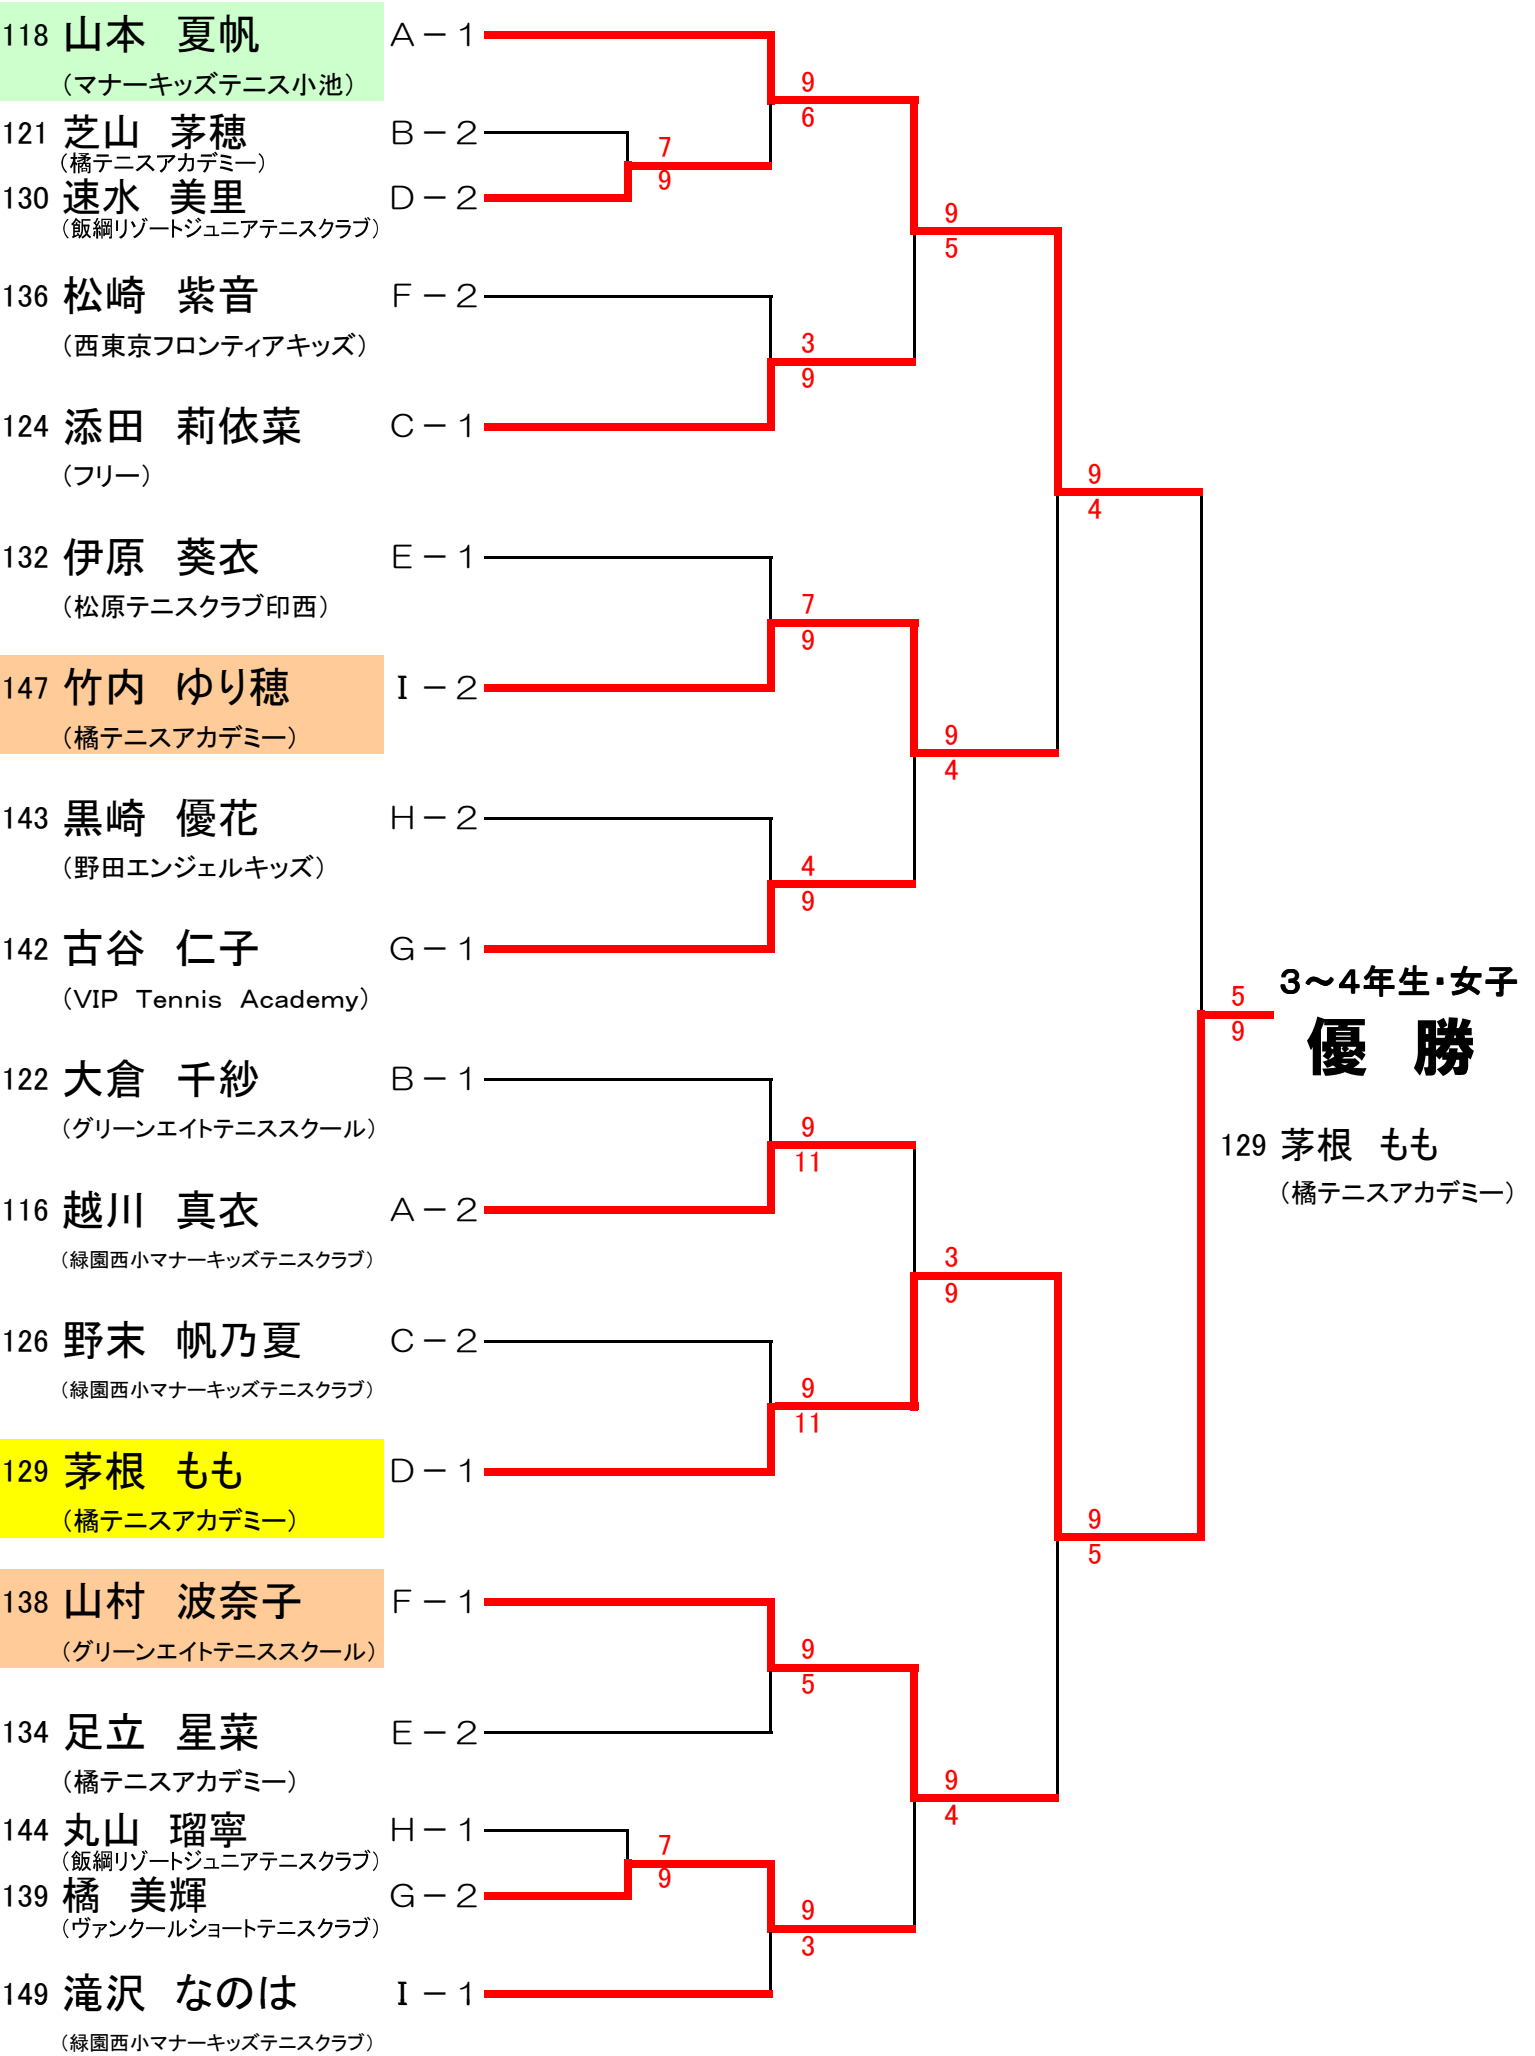 118 山本 夏帆 A－1
（マナーキッズテニス小池）
9
6
121 芝山 茅穂 B－2
（橘テニスアカデミー）
7
9
130 速水 美里 D－2
（飯綱リゾートジュニアテニスクラブ）
9
5
136 松崎 紫音 F－2
（西東京フロンティアキッズ）
3
9
124 添田 莉依菜 C－1
（フリー）
9
4
132 伊原 葵衣 E－1
（松原テニスクラブ印西）
7
9
147 竹内 ゆり穂 I－2
（橘テニスアカデミー）
9
4
143 黒崎 優花 H－2
（野田エンジェルキッズ）
4
9
142 古谷 仁子 G－1
（VIP Tennis Academy）
5
9
3～4年生・女子
優 勝
129 茅根 もも
（橘テニスアカデミー）
122 大倉 千紗 B－1
（グリーンエイトテニススクール）
9
11
116 越川 真衣 A－2
（緑園西小マナーキッズテニスクラブ）
3
9
126 野末 帆乃夏 C－2
（緑園西小マナーキッズテニスクラブ）
9
11
129 茅根 もも D－1
（橘テニスアカデミー）
9
5
138 山村 波奈子 F－1
（グリーンエイトテニススクール）
9
5
134 足立 星菜 E－2
（橘テニスアカデミー）
9
4
144 丸山 瑠寧 H－1
（飯綱リゾートジュニアテニスクラブ）
7
9
139 橘 美輝 G－2
（ヴァンクールショートテニスクラブ）
9
3
149 滝沢 なのは I－1
（緑園西小マナーキッズテニスクラブ）